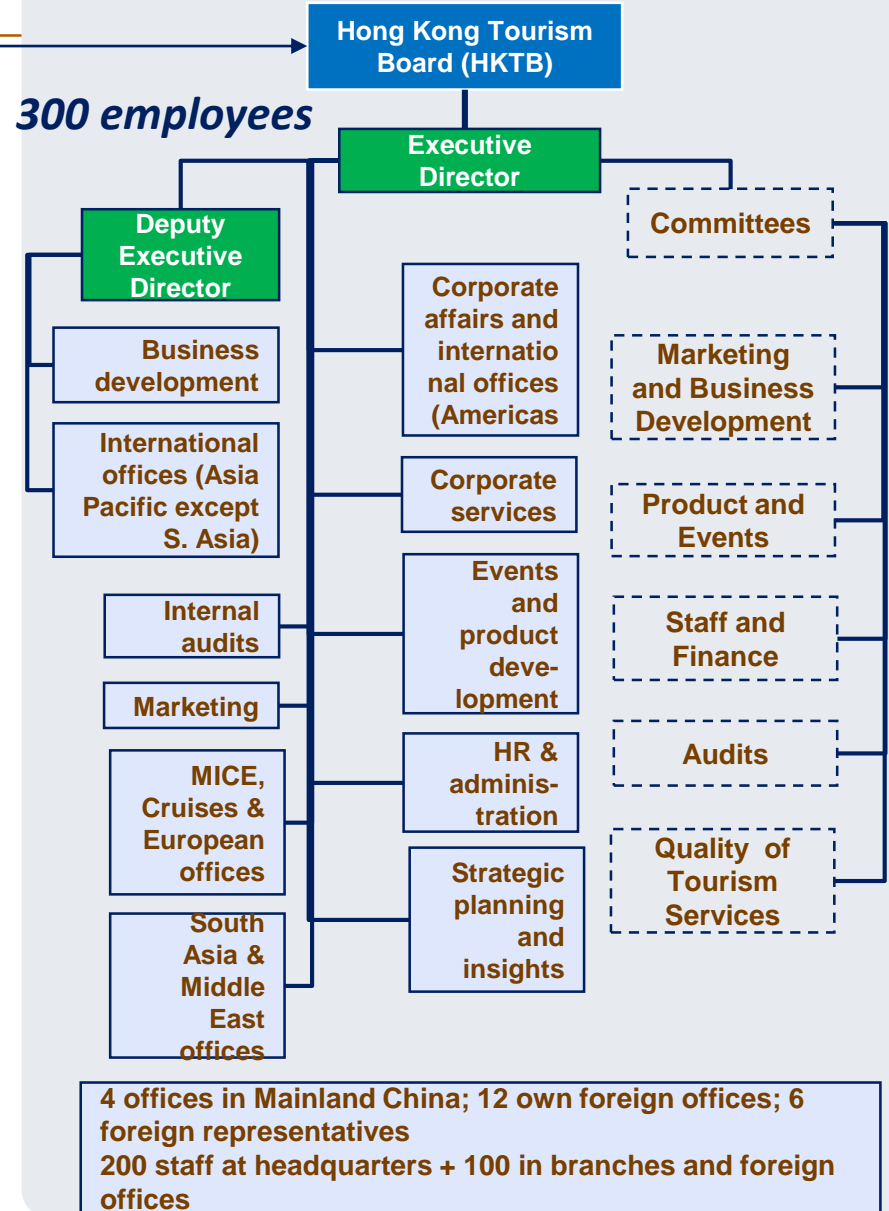 Hong Kong Tourism
Board (HKTB)
300 employees
Executive
Director
Deputy
Executive
Director
Business
development
International
offices (Asia
Pacific except
S. Asia)
Internal
audits
Marketing
MICE,
Cruises &
European
offices
South
Asia &
Middle
East
offices
Corporate
affairs and
internatio
nal offices
(Americas
Corporate
services
Events
and
product
deve-
lopment
HR &
adminis-
tration
Strategic
planning
and
insights
Committees
Marketing
and Business
Development
Product and
Events
Staff and
Finance
Audits
Quality of
Tourism
Services
4 offices in Mainland China; 12 own foreign offices; 6
foreign representatives
200 staff at headquarters + 100 in branches and foreign
offices